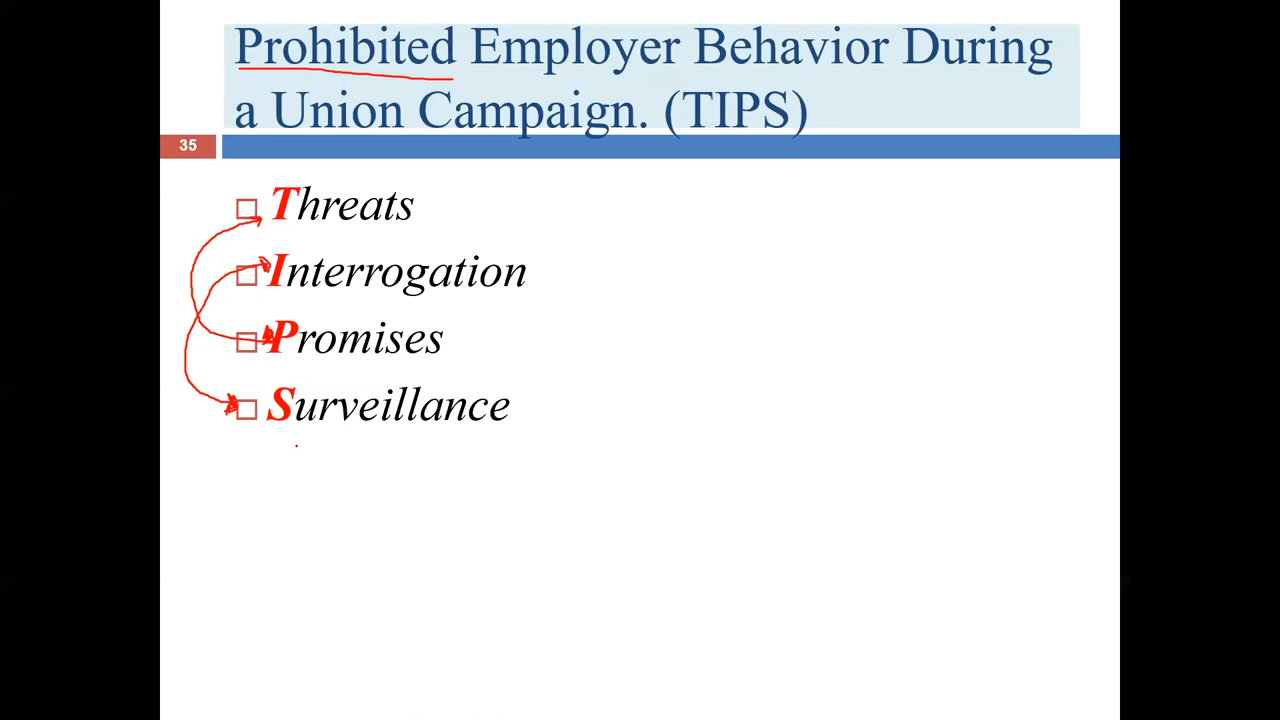 Prohibited Employer Behavior During
a Union Campaign. (TIPS)
35
Threats
Interrogation
Promises
Surveillance